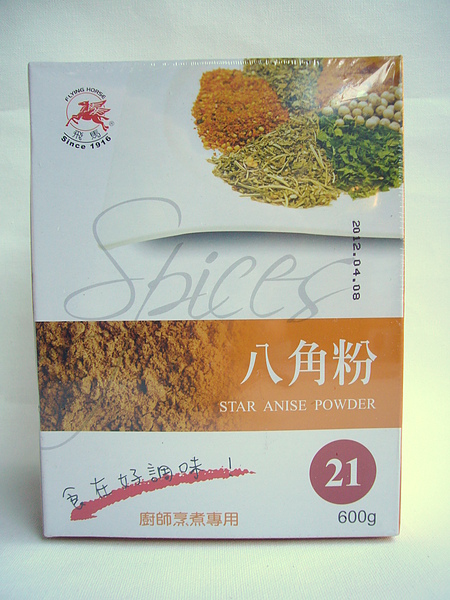 FLYING HORSE
飛馬
®
Since 1916
2012.04.08
Spices
八角粉
STAR ANISE POWDER
食在好調味！
21
廚師烹煮專用
600g